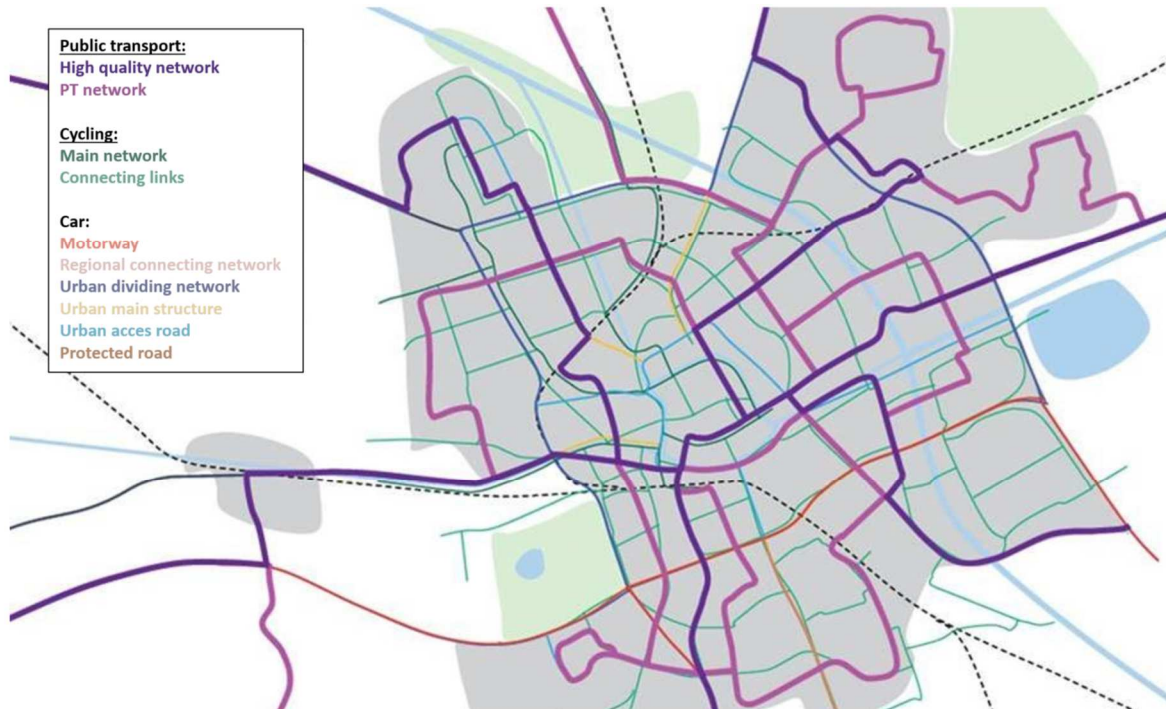 Public transport:
High quality network
PT network
Cycling:
Main network
Connecting links
Car:
Motorway
Regional connecting network
Urban dividing network
Urban main structure
Urban acces road
Protected road